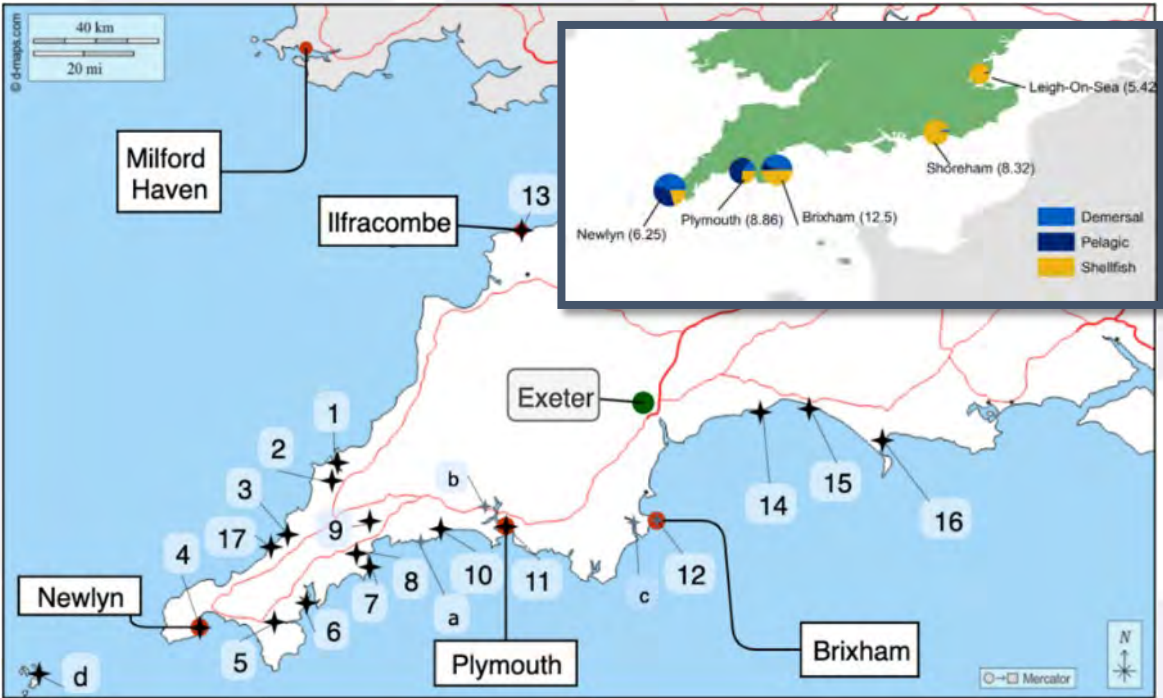 © d-maps.com
40 km
20 mi
Milford
Haven
Ilfracombe
13
Leigh-On-Sea (5.42
Shoreham (8.32)
Brixham (12.5)
Plymouth (8.86)
Newlyn (6.25)
Demersal
Pelagic
Shellfish
Exeter
1
2
3
17
4
9
b
14
15
16
Newlyn
5
6
7
8
a
10
11
c
12
d
Plymouth
Brixham
N
Mercator